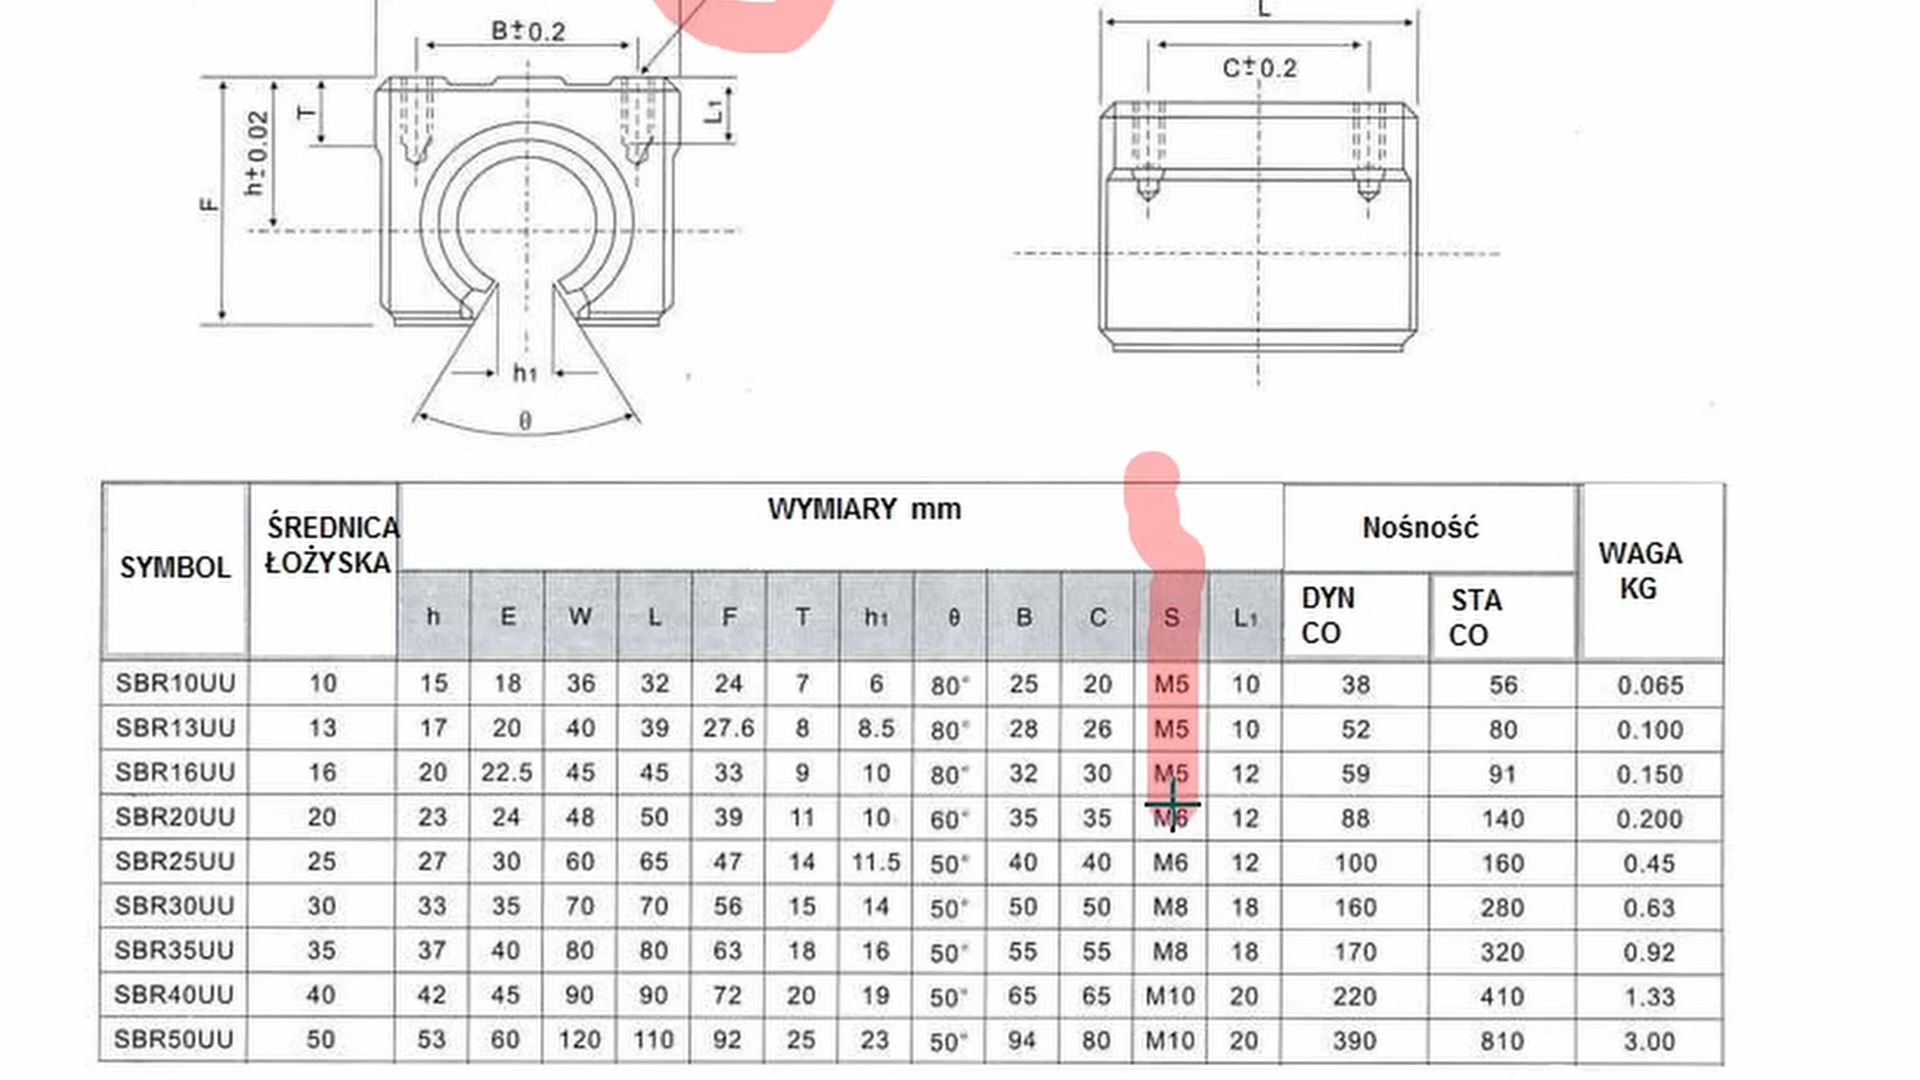 B±0.2
L
C±0.2
T
L1
h±0.02
F
h1
θ
SYMBOL ŚREDNICA ŁOŻYSKA WYMIARY mm Nośność WAGA KG
h E W L F T h1 θ B C S L1 DYN CO STA CO
SBR10UU 10 15 18 36 32 24 7 6 80° 25 20 M5 10 38 56 0.065
SBR13UU 13 17 20 40 39 27.6 8 8.5 80° 28 26 M5 10 52 80 0.100
SBR16UU 16 20 22.5 45 45 33 9 10 80° 32 30 M5 12 59 91 0.150
SBR20UU 20 23 24 48 50 39 11 10 60° 35 35 M6 12 88 140 0.200
SBR25UU 25 27 30 60 65 47 14 11.5 50° 40 40 M6 12 100 160 0.45
SBR30UU 30 33 35 70 70 56 15 14 50° 50 50 M8 18 160 280 0.63
SBR35UU 35 37 40 80 80 63 18 16 50° 55 55 M8 18 170 320 0.92
SBR40UU 40 42 45 90 90 72 20 19 50° 65 65 M10 20 220 410 1.33
SBR50UU 50 53 60 120 110 92 25 23 50° 94 80 M10 20 390 810 3.00